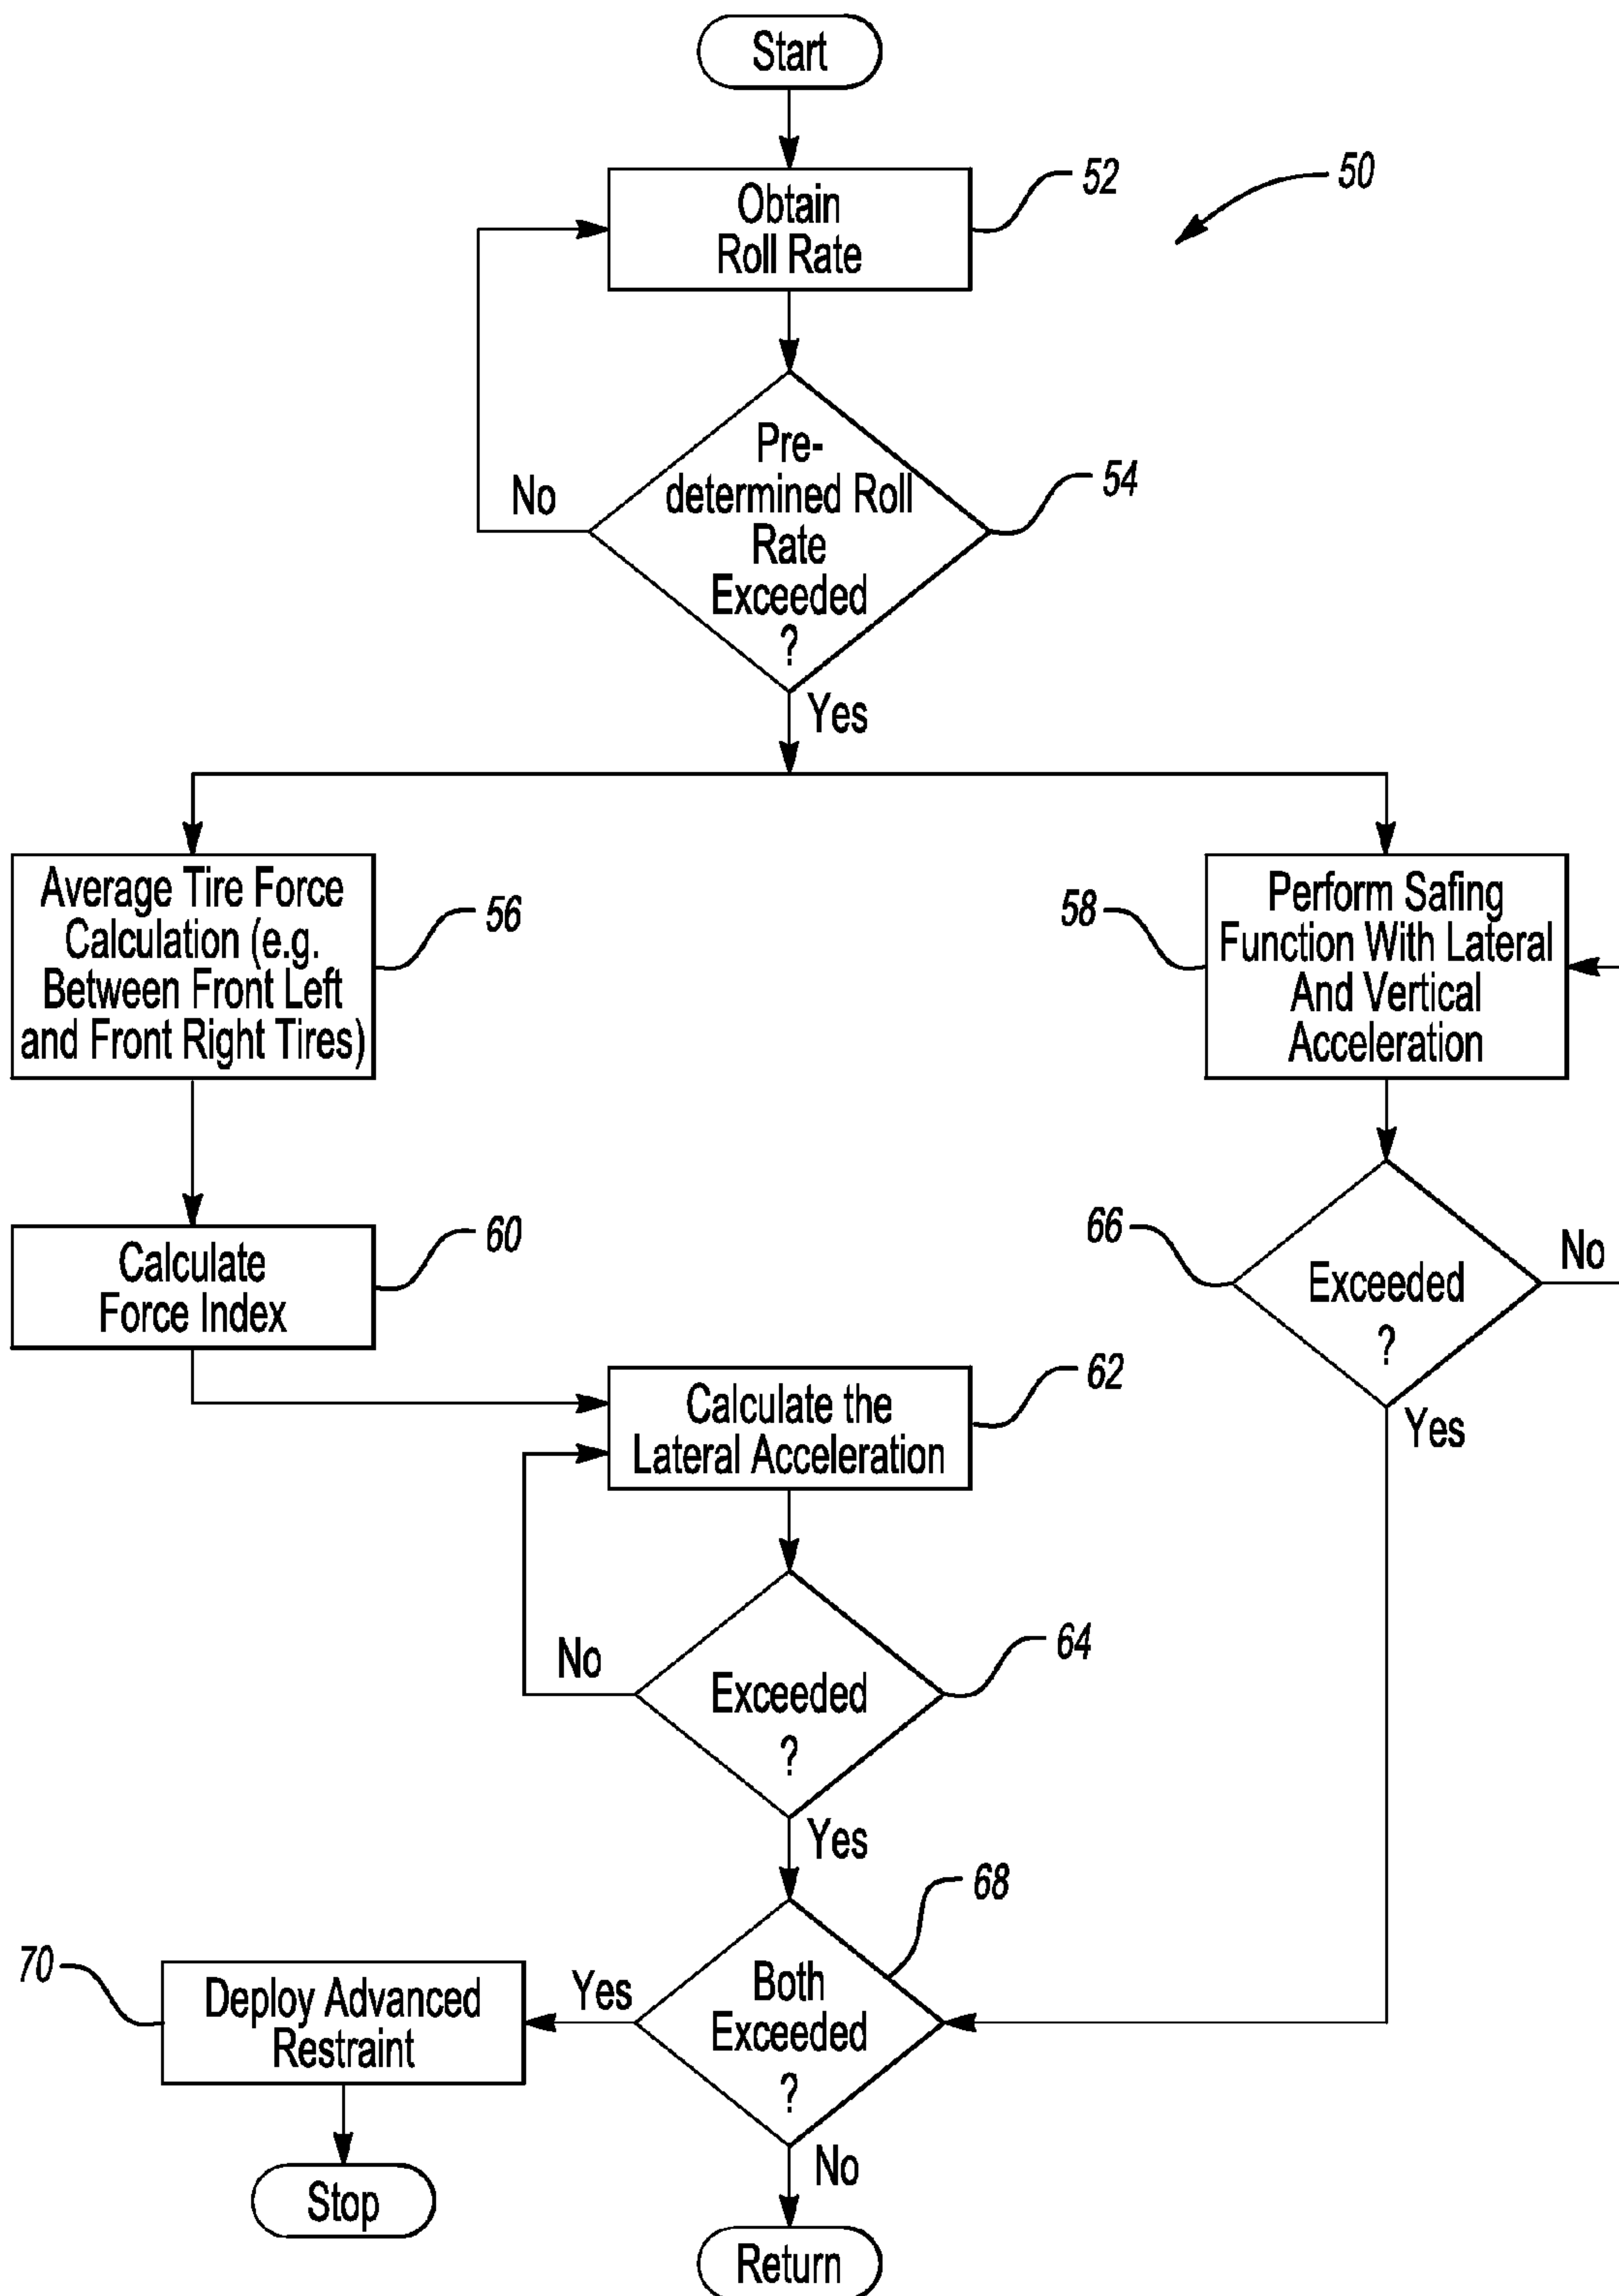 Start
Obtain
Roll Rate
52
50
Pre-
determined Roll
Rate
Exceeded
?
54
No
Yes
Average Tire Force
Calculation (e.g.
Between Front Left
and Front Right Tires)
56
58
Perform Safing
Function With Lateral
And Vertical
Acceleration
Calculate
Force Index
60
66
Exceeded
?
No
Yes
Calculate the
Lateral Acceleration
62
No
Exceeded
?
64
Yes
68
70
Deploy Advanced
Restraint
Yes
Both
Exceeded
?
No
Stop
Return